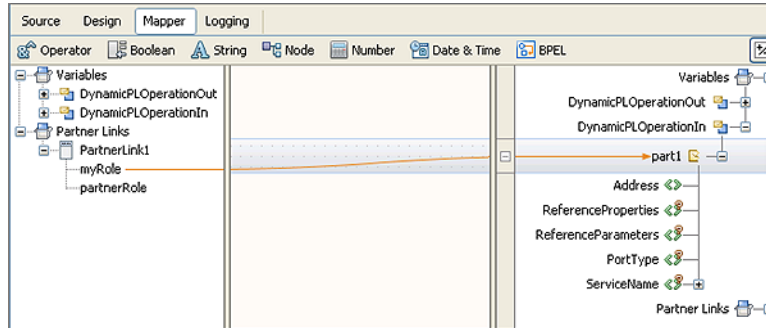 Source Design Mapper Logging
Operator Boolean String Node Number Date & Time BPEL
Variables
DynamicPLOperationOut
DynamicPLOperationIn
Partner Links
PartnerLink1
myRole
partnerRole
Variables
DynamicPLOperationOut
DynamicPLOperationIn
part1
Address
ReferenceProperties
ReferenceParameters
PortType
ServiceName
Partner Links